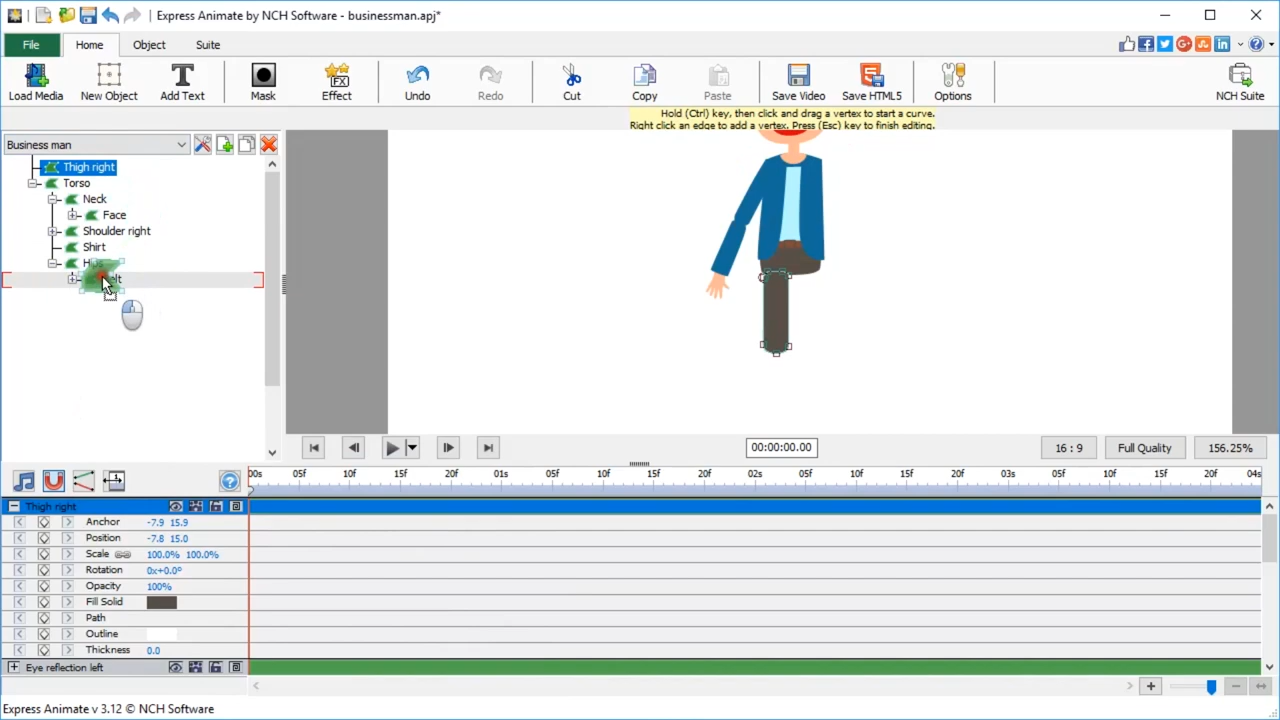 Express Animate by NCH Software - businessman.apj*
File Home Object Suite
Load Media New Object Add Text Mask Effect Undo Redo Cut Copy Paste Save Video Save HTML5 Options NCH Suite
Hold (Ctrl) key, then click and drag a vertex to start a curve.
Right click an edge to add a vertex. Press (Esc) key to finish editing.
Business man
Thigh right
Torso
Neck
Face
Shoulder right
Shirt
00:00:00.00 16 : 9 Full Quality 156.25%
00s 05f 10f 15f 20f 01s 05f 10f 15f 20f 02s 05f 10f 15f 20f 03s 05f 10f 15f 20f 04s
Thigh right
Anchor -7.9 15.9
Position -7.8 15.0
Scale 100.0% 100.0%
Rotation 0x+0.0°
Opacity 100%
Fill Solid
Path
Outline
Thickness 0.0
Eye reflection left
Express Animate v 3.12 © NCH Software